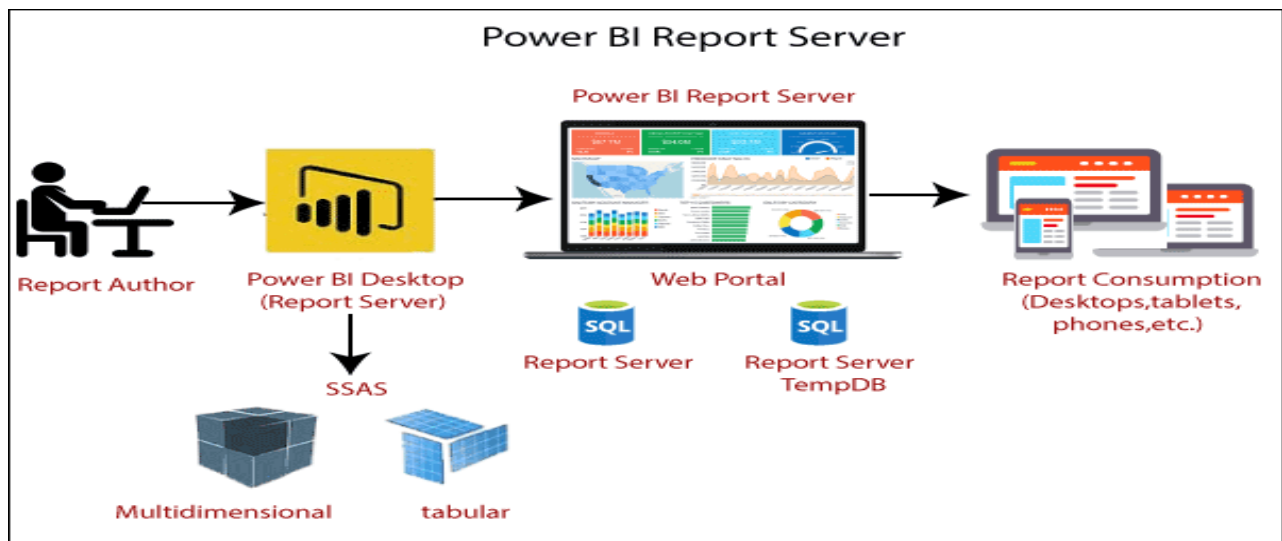 Power BI Report Server
Power BI Report Server
Report Author
Power BI Desktop
(Report Server)
Web Portal
Report Consumption
(Desktops,tablets,
phones,etc.)
SQL
Report Server
SQL
Report Server
TempDB
SSAS
Multidimensional
tabular